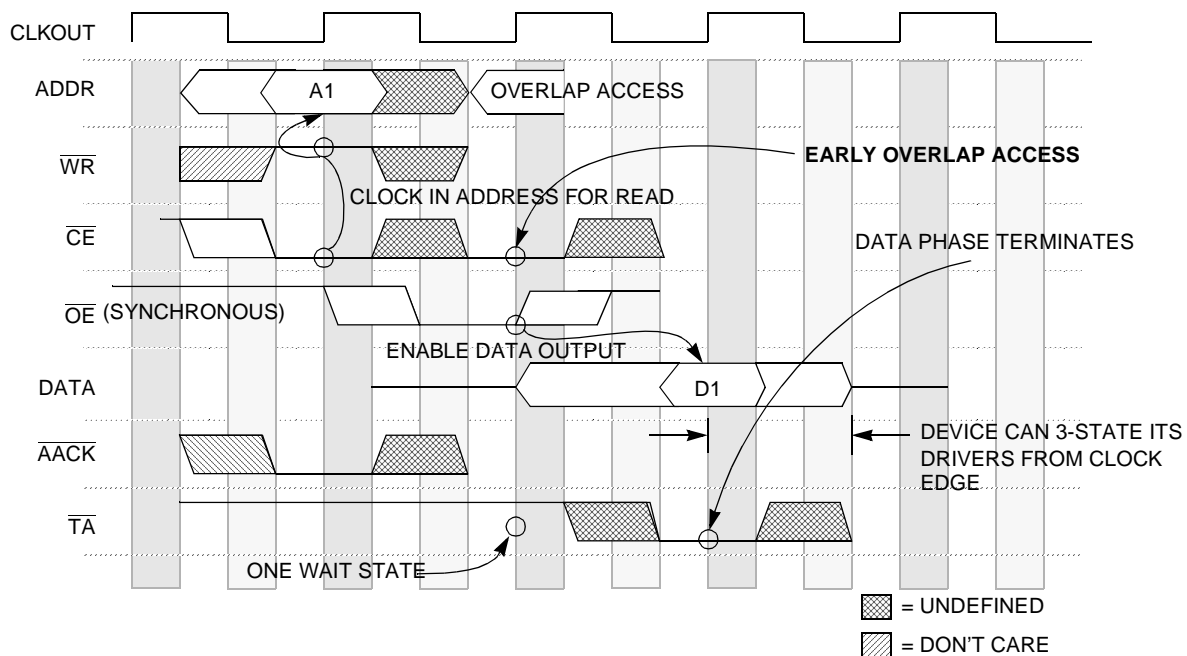 CLKOUT
ADDR
A1
OVERLAP ACCESS
WR
EARLY OVERLAP ACCESS
CLOCK IN ADDRESS FOR READ
CE
DATA PHASE TERMINATES
OE (SYNCHRONOUS)
ENABLE DATA OUTPUT
DATA
D1
AACK
DEVICE CAN 3-STATE ITS
DRIVERS FROM CLOCK
EDGE
TA
ONE WAIT STATE
= UNDEFINED
= DON'T CARE